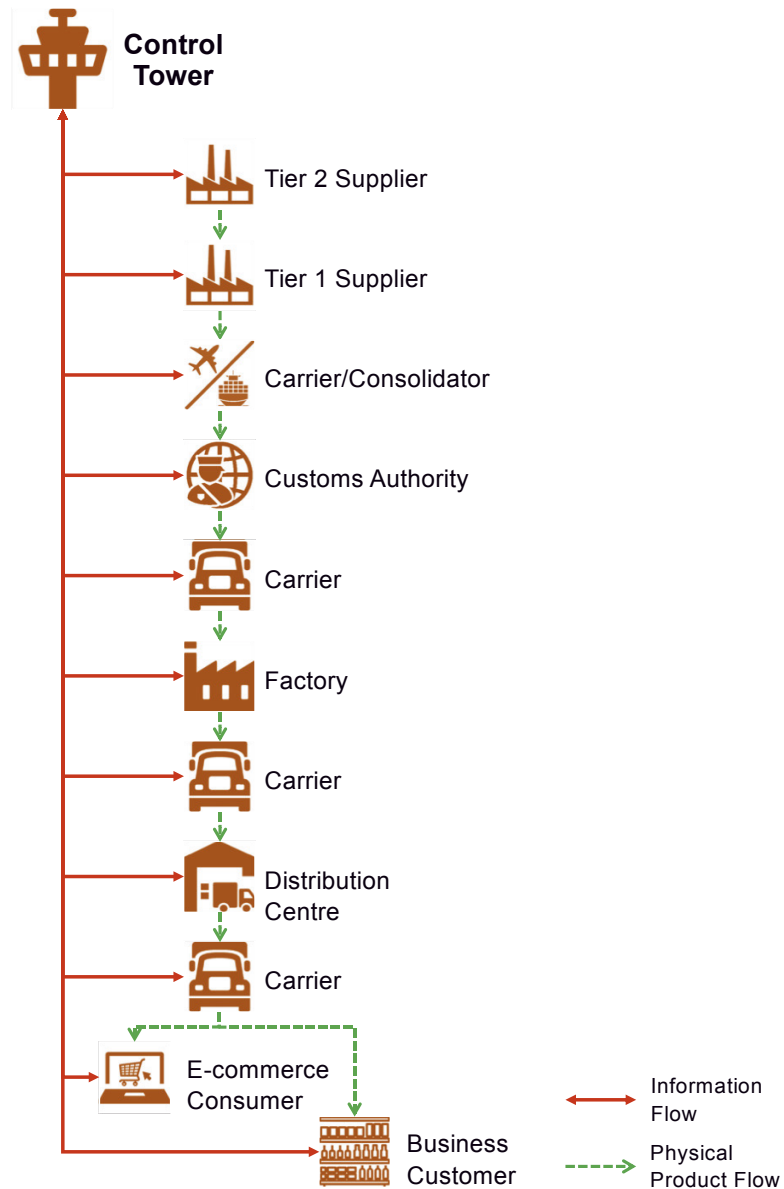 Control
Tower
Tier 2 Supplier
Tier 1 Supplier
Carrier/Consolidator
Customs Authority
Carrier
Factory
Carrier
Distribution
Centre
Carrier
E-commerce
Consumer
Business
Customer
Information
Flow
Physical
Product Flow